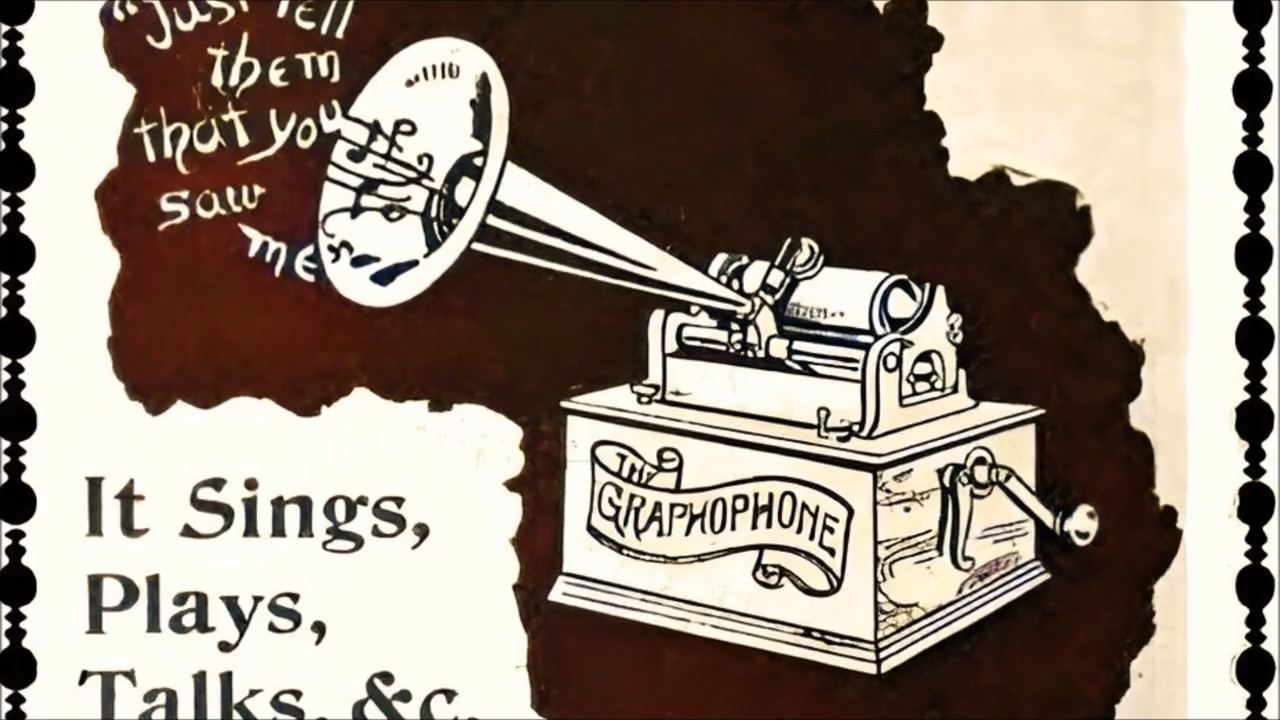 "Just Tell
them
that you
saw
me
THE
GRAPHOPHONE
It Sings,
Plays,
Talks, &c.